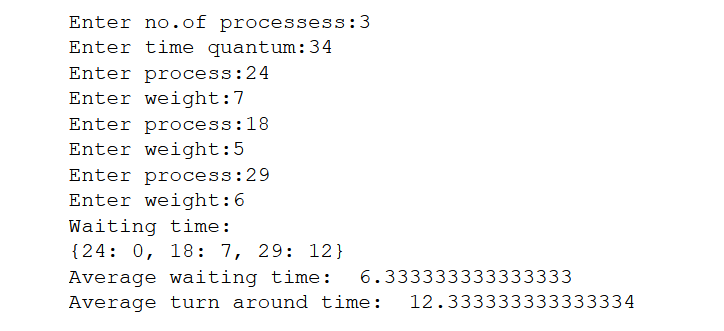 Enter no.of processess:3
Enter time quantum:34
Enter process:24
Enter weight:7
Enter process:18
Enter weight:5
Enter process:29
Enter weight:6
Waiting time:
{24: 0, 18: 7, 29: 12}
Average waiting time:  6.333333333333333
Average turn around time:  12.333333333333334